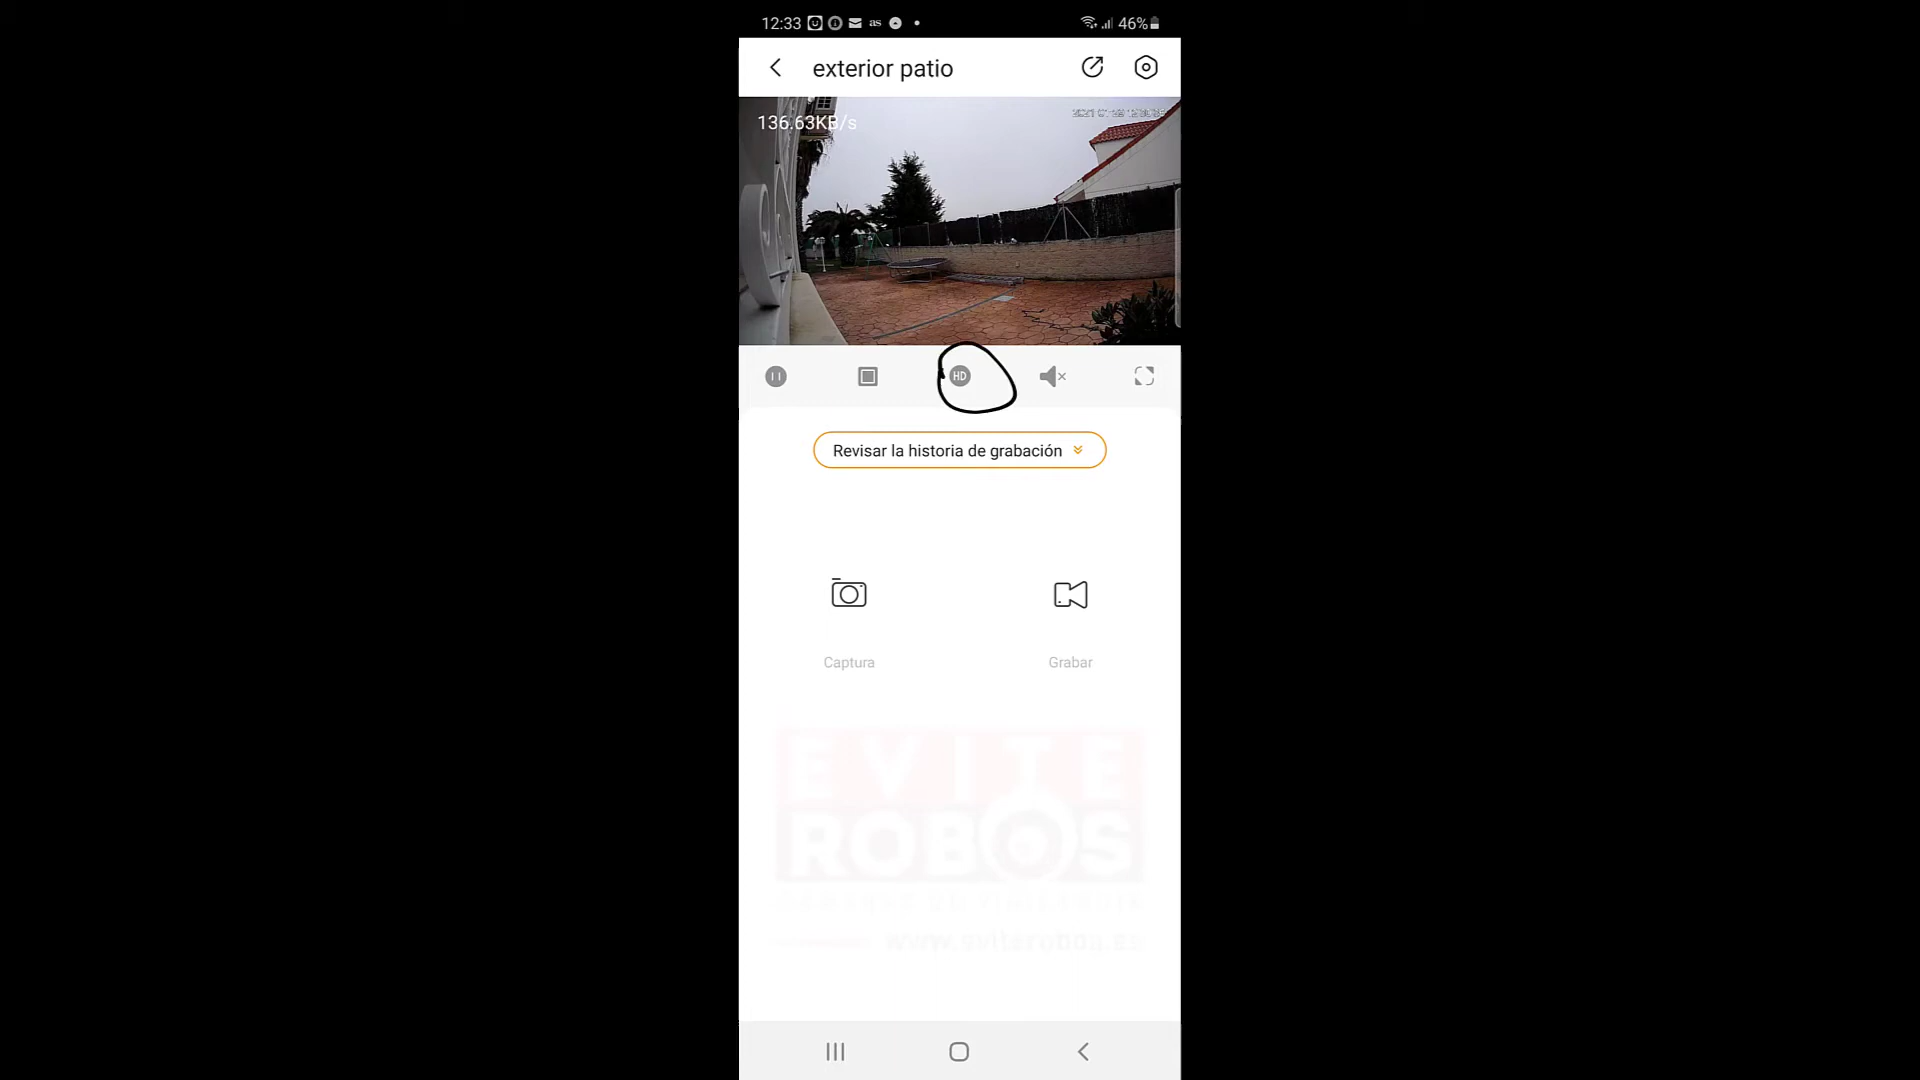 12:33 as 46%
exterior patio
136.63KB/s
HD
Revisar la historia de grabación
Captura Grabar
EVITE
ROBOS
www.eviterobos.es